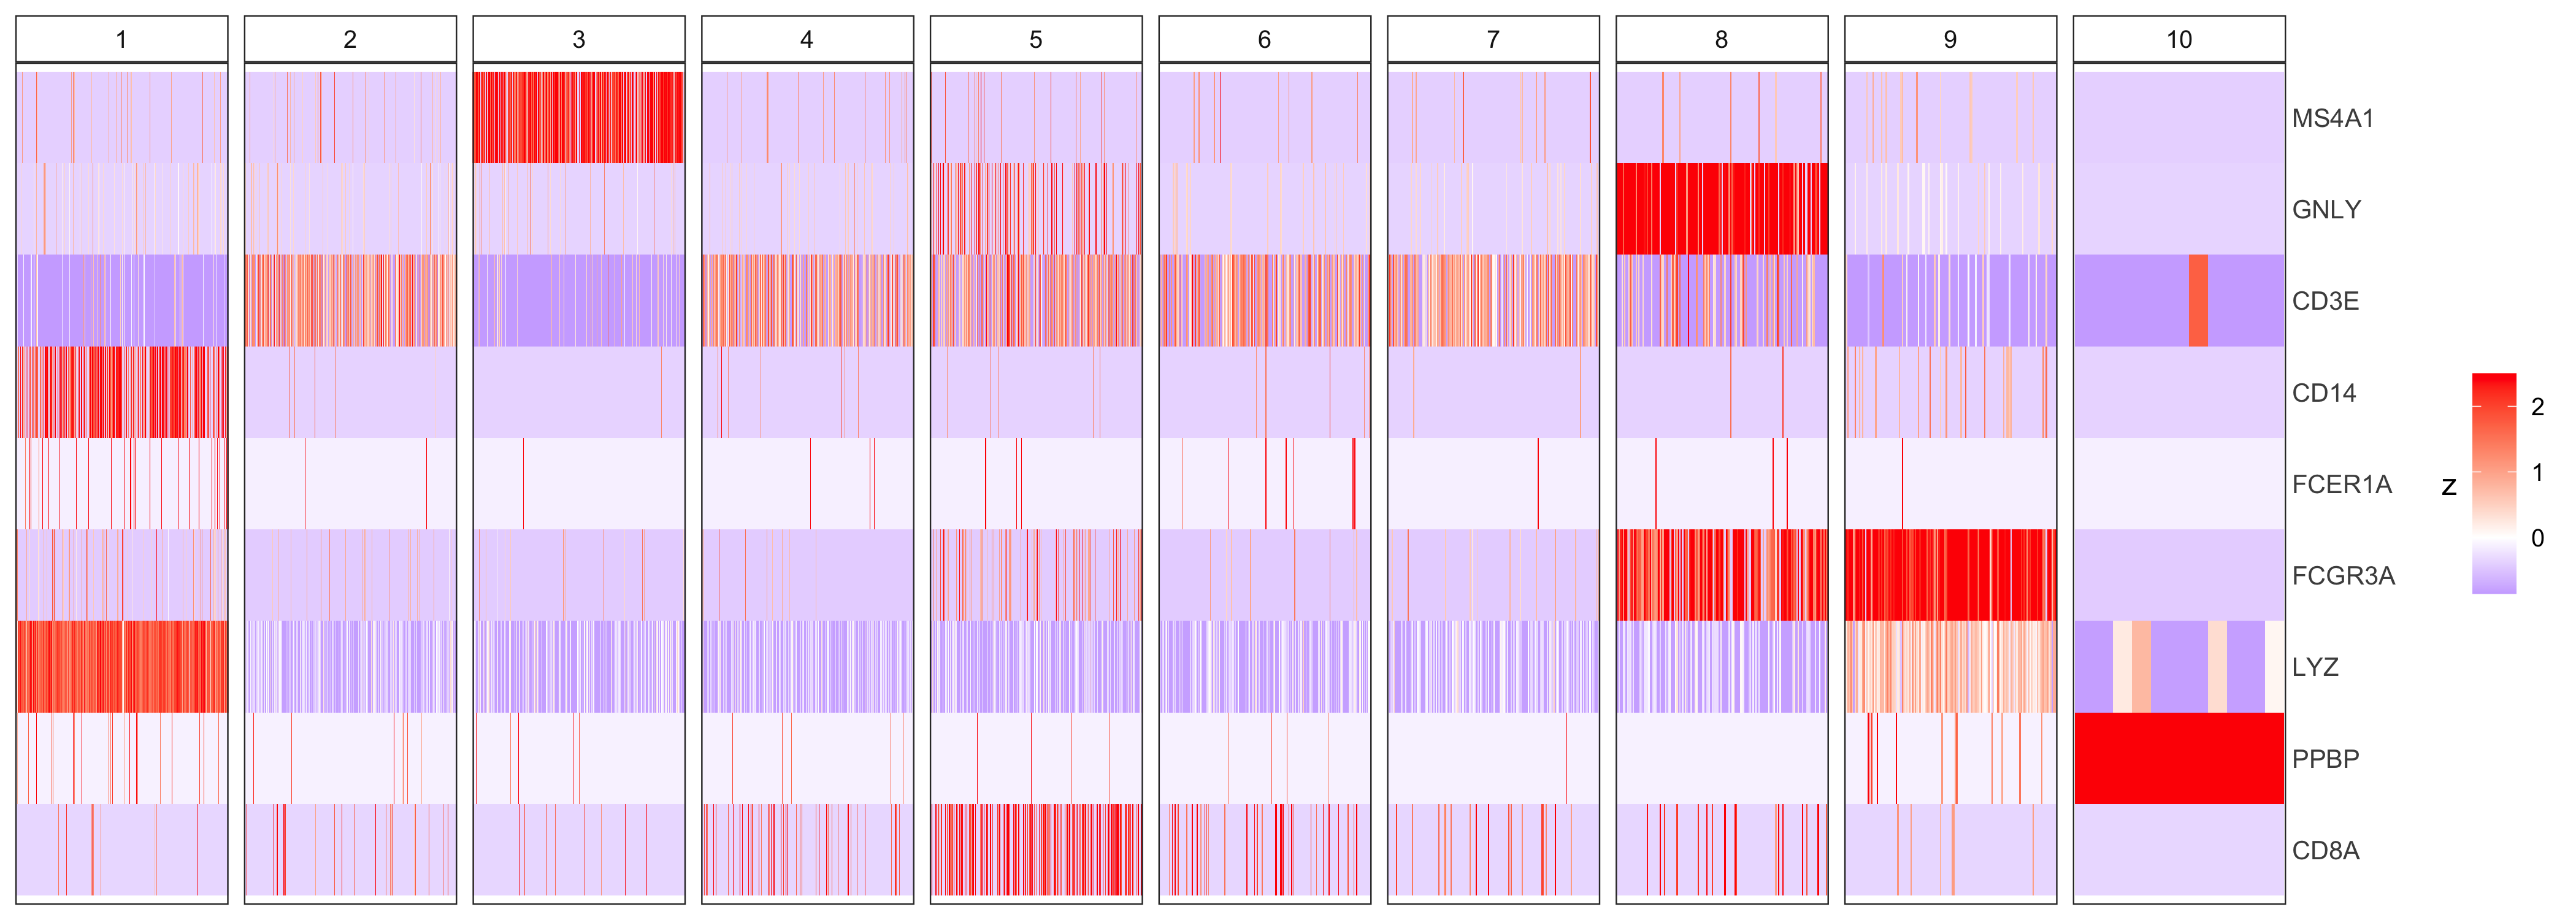 1 2 3 4 5 6 7 8 9 10
MS4A1
GNLY
CD3E
CD14
FCER1A
FCGR3A
LYZ
PPBP
CD8A
z
2
1
0